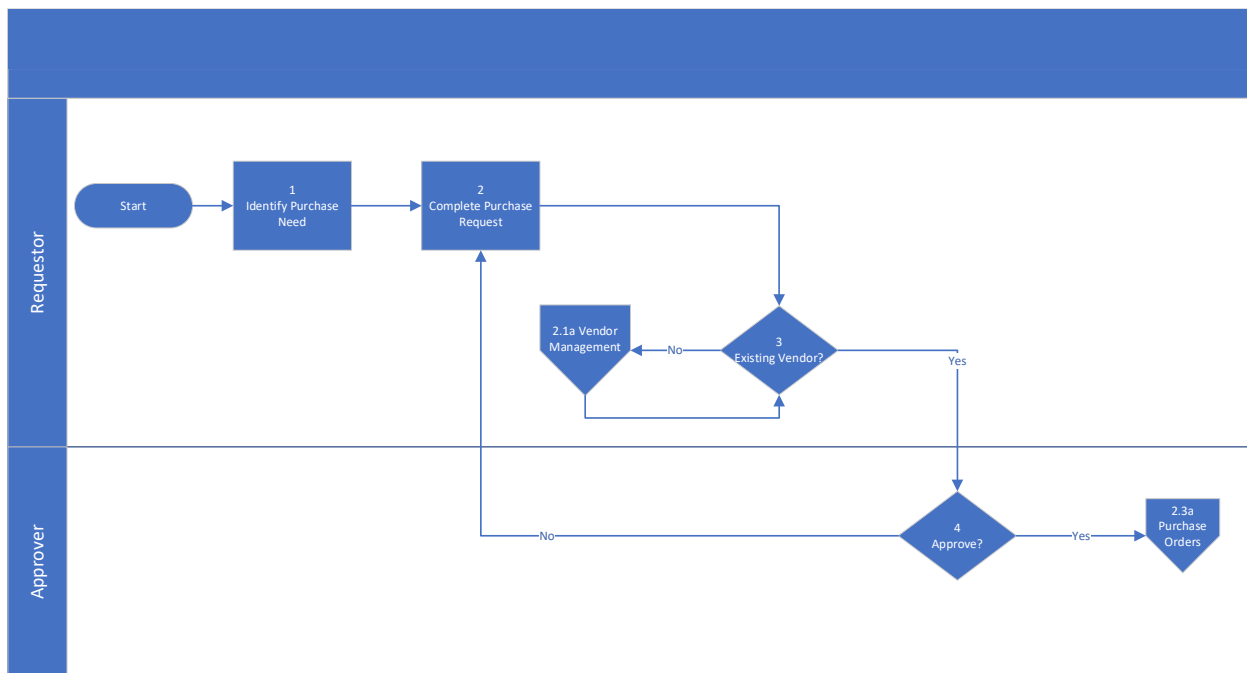 Requestor
Start
1
Identify Purchase
Need
2
Complete Purchase
Request
2.1a Vendor
Management
No
3
Existing Vendor?
Yes
Approver
No
4
Approve?
Yes
2.3a
Purchase
Orders